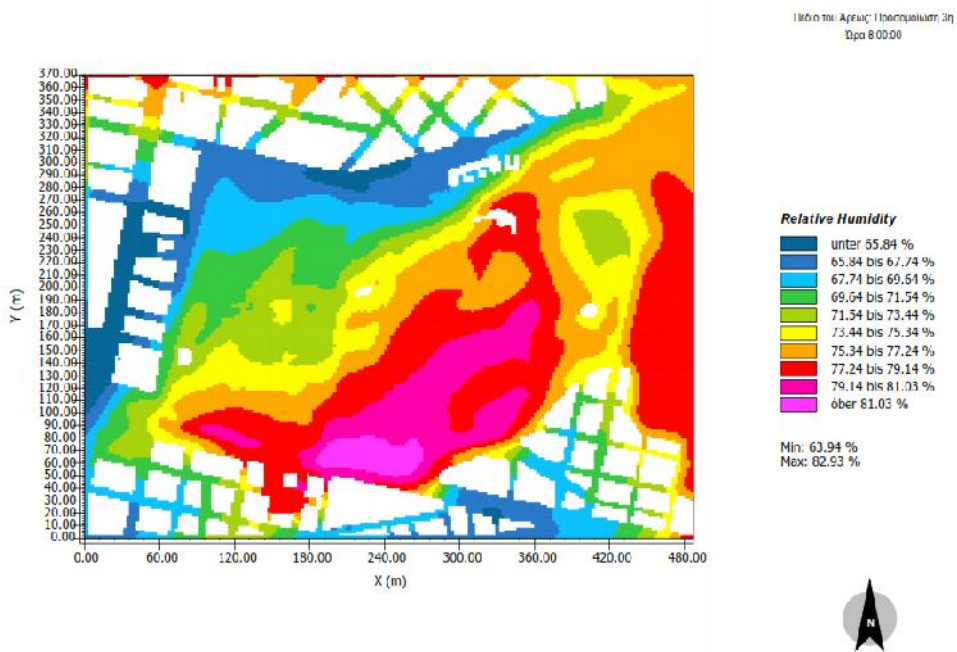 Πεδίο του Άρεως: Προσομοίωση 3η
Ώρα 8:00:00
370.00
360.00
350.00
340.00
330.00
320.00
310.00
300.00
290.00
280.00
270.00
260.00
250.00
240.00
230.00
220.00
210.00
200.00
190.00
180.00
170.00
160.00
150.00
140.00
130.00
120.00
110.00
100.00
90.00
80.00
70.00
60.00
50.00
40.00
30.00
20.00
10.00
0.00
Y (m)
0.00 60.00 120.00 180.00 240.00 300.00 360.00 420.00 480.00
X (m)
Relative Humidity
unter 65.84 %
65.84 bis 67.74 %
67.74 bis 69.64 %
69.64 bis 71.54 %
71.54 bis 73.44 %
73.44 bis 75.34 %
75.34 bis 77.24 %
77.24 bis 79.14 %
79.14 bis 81.03 %
óber 81.03 %
Min: 63.94 %
Max: 82.93 %
N